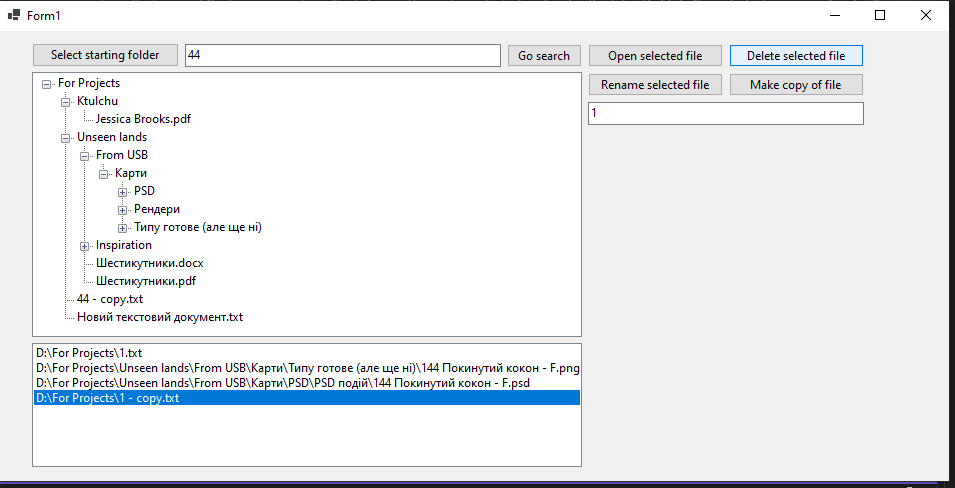 Form1
Select starting folder
44
Go search
Open selected file
Delete selected file
Rename selected file
Make copy of file
1
For Projects
Ktulchu
Jessica Brooks.pdf
Unseen lands
From USB
Карти
PSD
Рендери
Типу готове (але ще ні)
Inspiration
Шестикутники.docx
Шестикутники.pdf
44 - copy.txt
Новий текстовий документ.txt
D:\For Projects\1.txt
D:\For Projects\Unseen lands\From USB\Карти\Типу готове (але ще ні)\144 Покинутий кокон - F.png
D:\For Projects\Unseen lands\From USB\Карти\PSD\PSD подій\144 Покинутий кокон - F.psd
D:\For Projects\1 - copy.txt